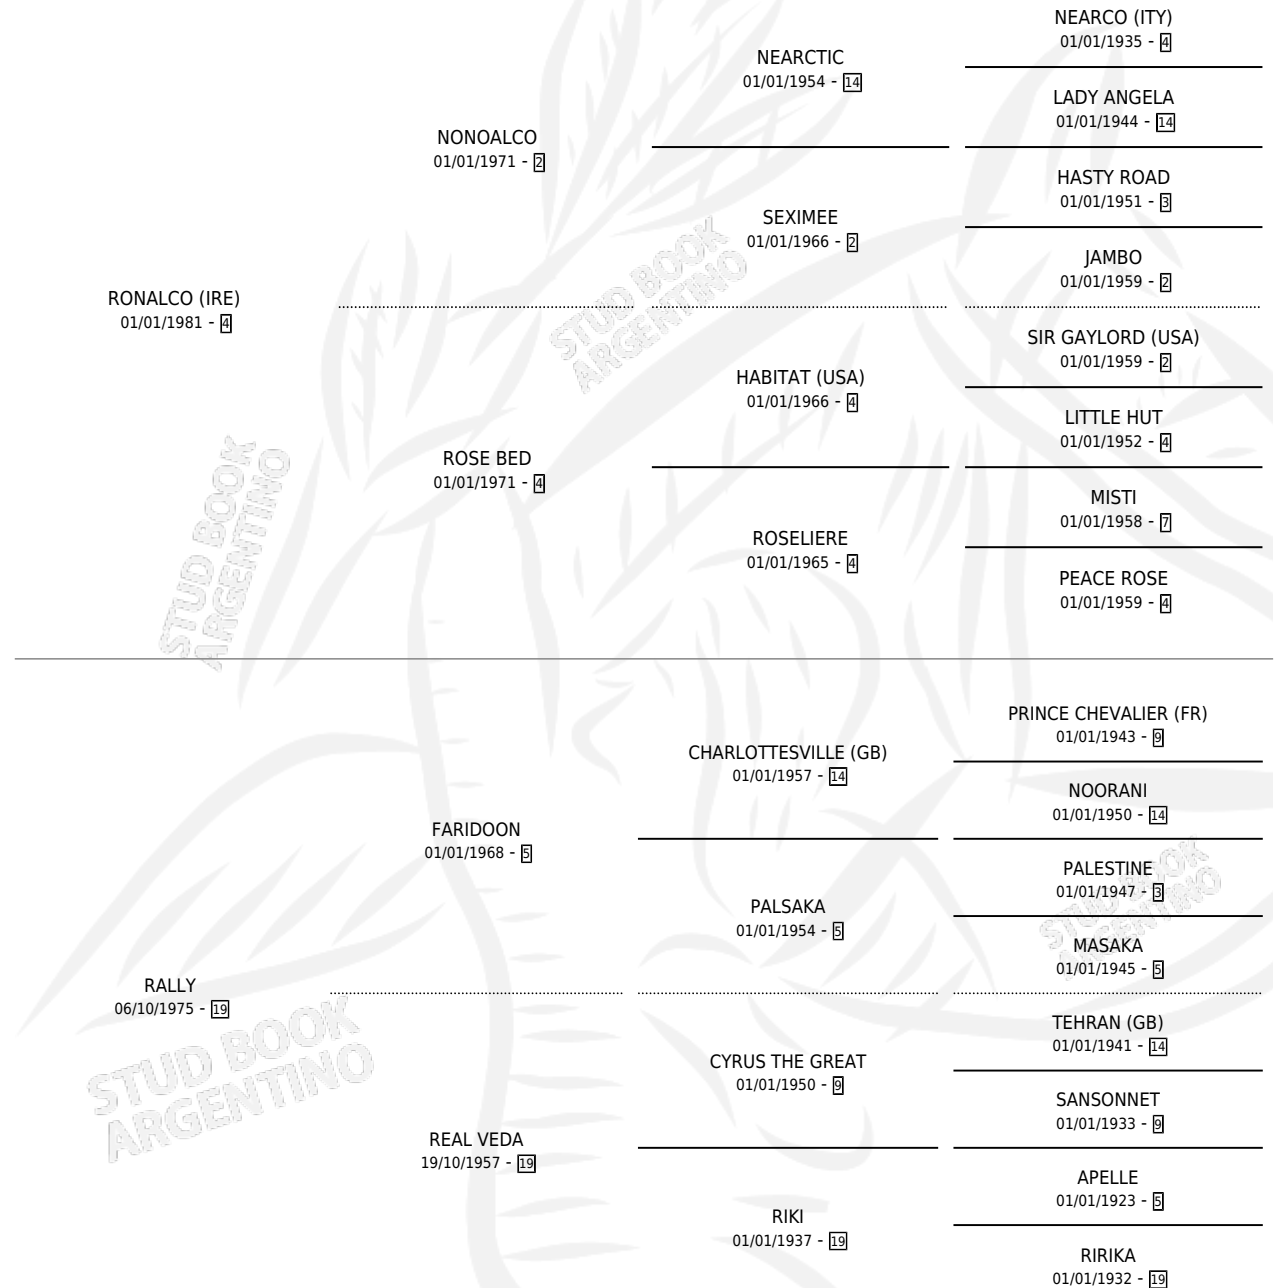 NEARCO (ITY)
01/01/1935 - 4
NEARCTIC
01/01/1954 - 14
LADY ANGELA
01/01/1944 - 14
NONOALCO
01/01/1971 - 2
HASTY ROAD
01/01/1951 - 3
SEXIMEE
01/01/1966 - 2
JAMBO
01/01/1959 - 2
RONALCO (IRE)
01/01/1981 - 4
SIR GAYLORD (USA)
01/01/1959 - 2
HABITAT (USA)
01/01/1966 - 4
LITTLE HUT
01/01/1952 - 4
ROSE BED
01/01/1971 - 4
MISTI
01/01/1958 - 7
ROSELIERE
01/01/1965 - 4
PEACE ROSE
01/01/1959 - 4
STUD BOOK
ARGENTINO
STUD BOOK
ARGENTINO
PRINCE CHEVALIER (FR)
01/01/1943 - 9
CHARLOTTESVILLE (GB)
01/01/1957 - 14
NOORANI
01/01/1950 - 14
FARIDOON
01/01/1968 - 5
PALESTINE
01/01/1947 - 3
PALSAKA
01/01/1954 - 5
MASAKA
01/01/1945 - 5
STUD BOOK
ARGENTINO
RALLY
06/10/1975 - 19
TEHRAN (GB)
01/01/1941 - 14
CYRUS THE GREAT
01/01/1950 - 9
SANSONNET
01/01/1933 - 9
STUD BOOK
ARGENTINO
REAL VEDA
19/10/1957 - 19
APELLE
01/01/1923 - 5
RIKI
01/01/1937 - 19
RIRIKA
01/01/1932 - 19